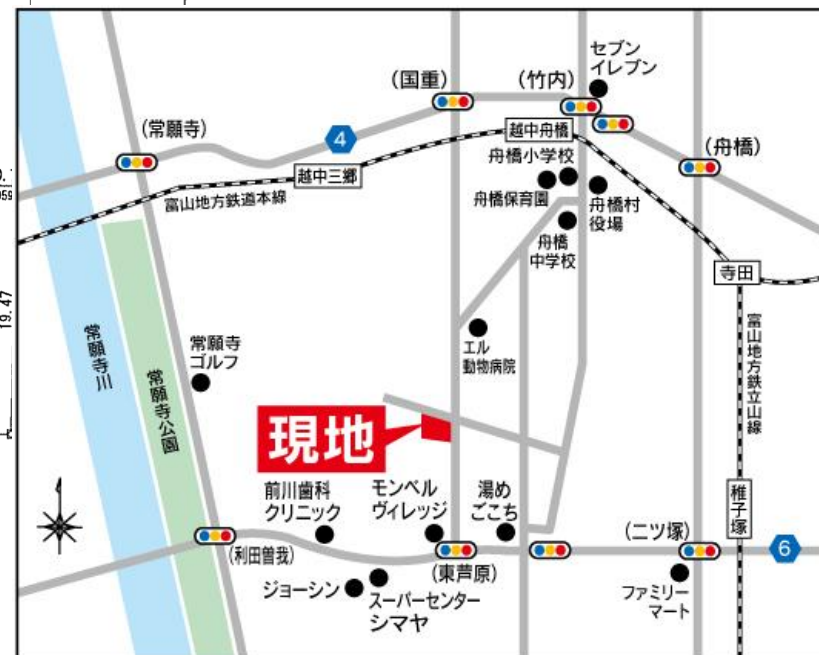 セブン
イレブン
(国重)
(竹内)
(常願寺)
4
越中舟橋
(舟橋)
舟橋小学校
越中三郷
富山地方鉄道本線
舟橋保育園
舟橋村
役場
舟橋
中学校
寺田
19.47
常願寺川
常願寺公園
常願寺
ゴルフ
エル
動物病院
富山地方鉄立山線
現地
前川歯科
クリニック
モンベル
ヴィレッジ
湯め
ごこち
稚子塚
(利田曽我)
(東芦原)
(二ツ塚)
6
ジョーシン
スーパーセンター
シマヤ
ファミリー
マート